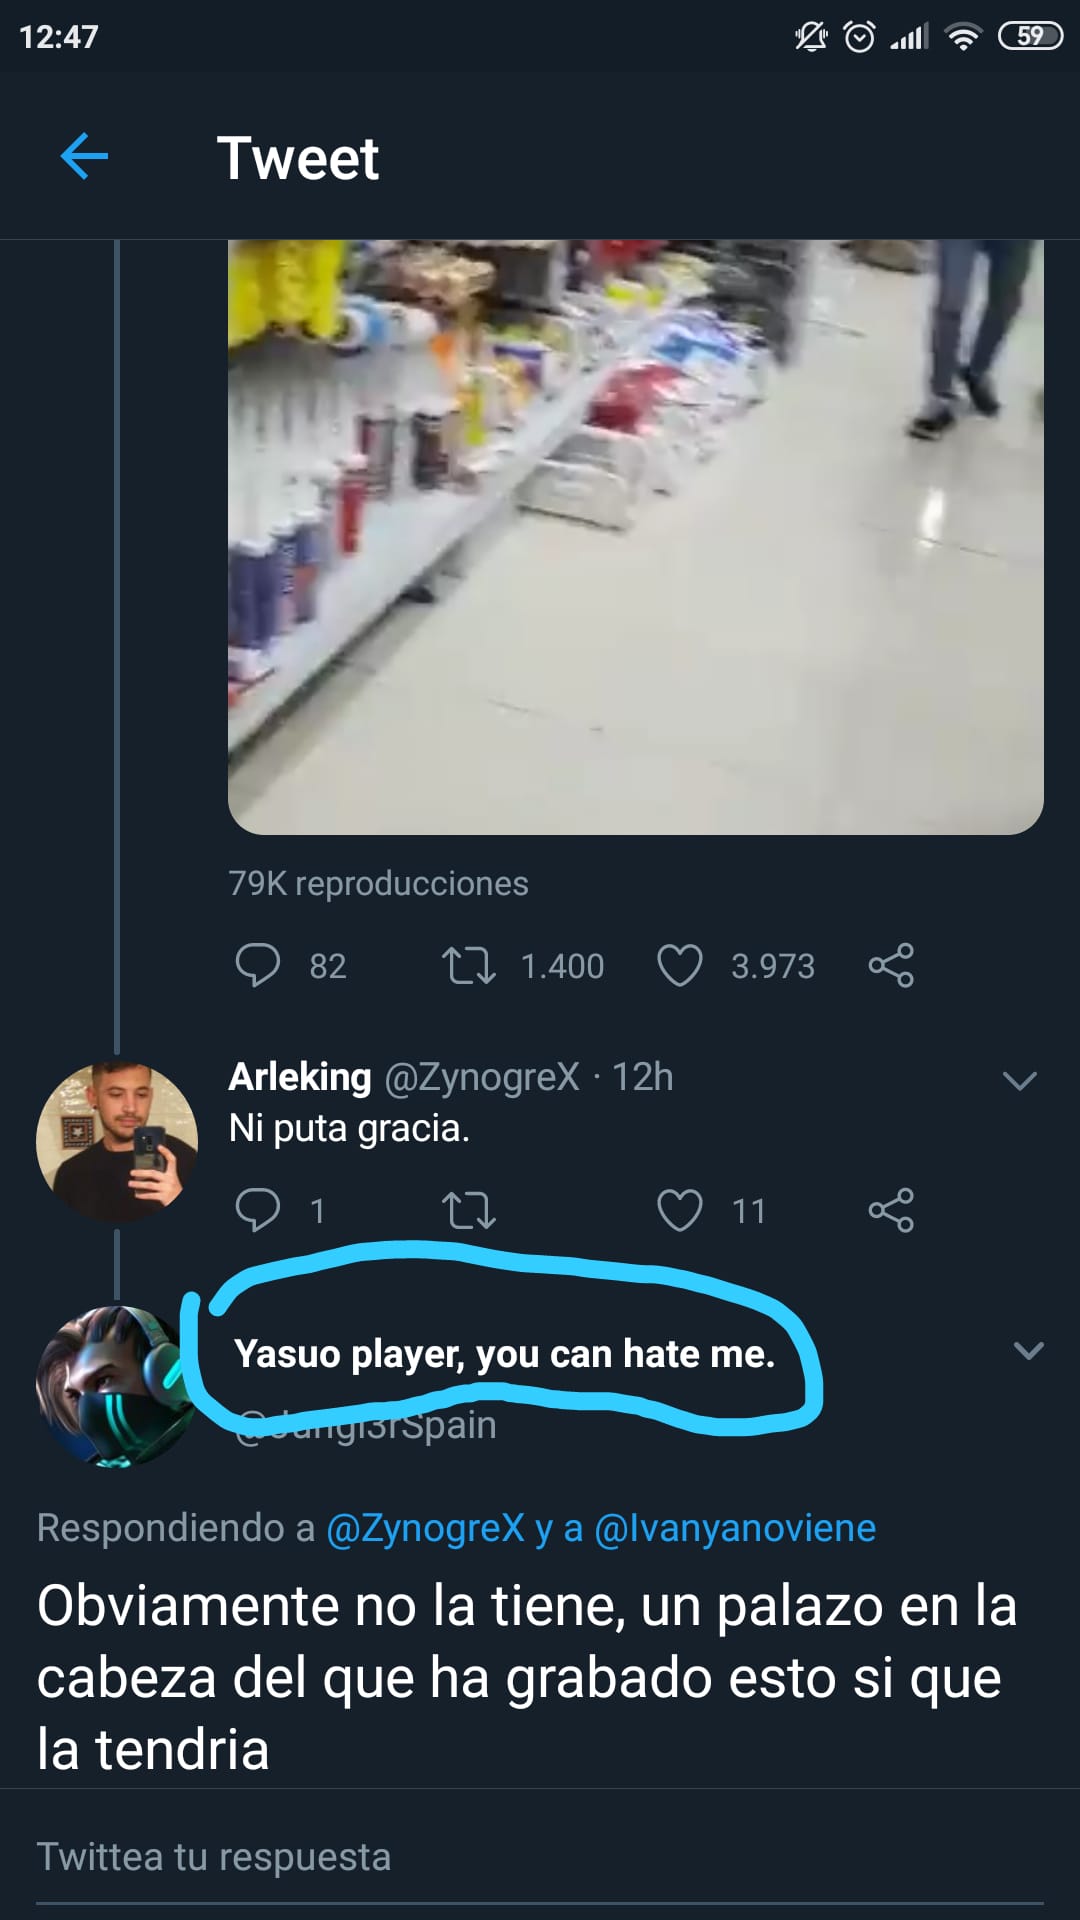 12:47
59
Tweet
79K reproducciones
82 1.400 3.973
Arleking @ZynogreX · 12h
Ni puta gracia.
1 11
Yasuo player, you can hate me.
@Jungl3rSpain
Respondiendo a @ZynogreX y a @Ivanyanoviene
Obviamente no la tiene, un palazo en la
cabeza del que ha grabado esto si que
la tendria
Twittea tu respuesta